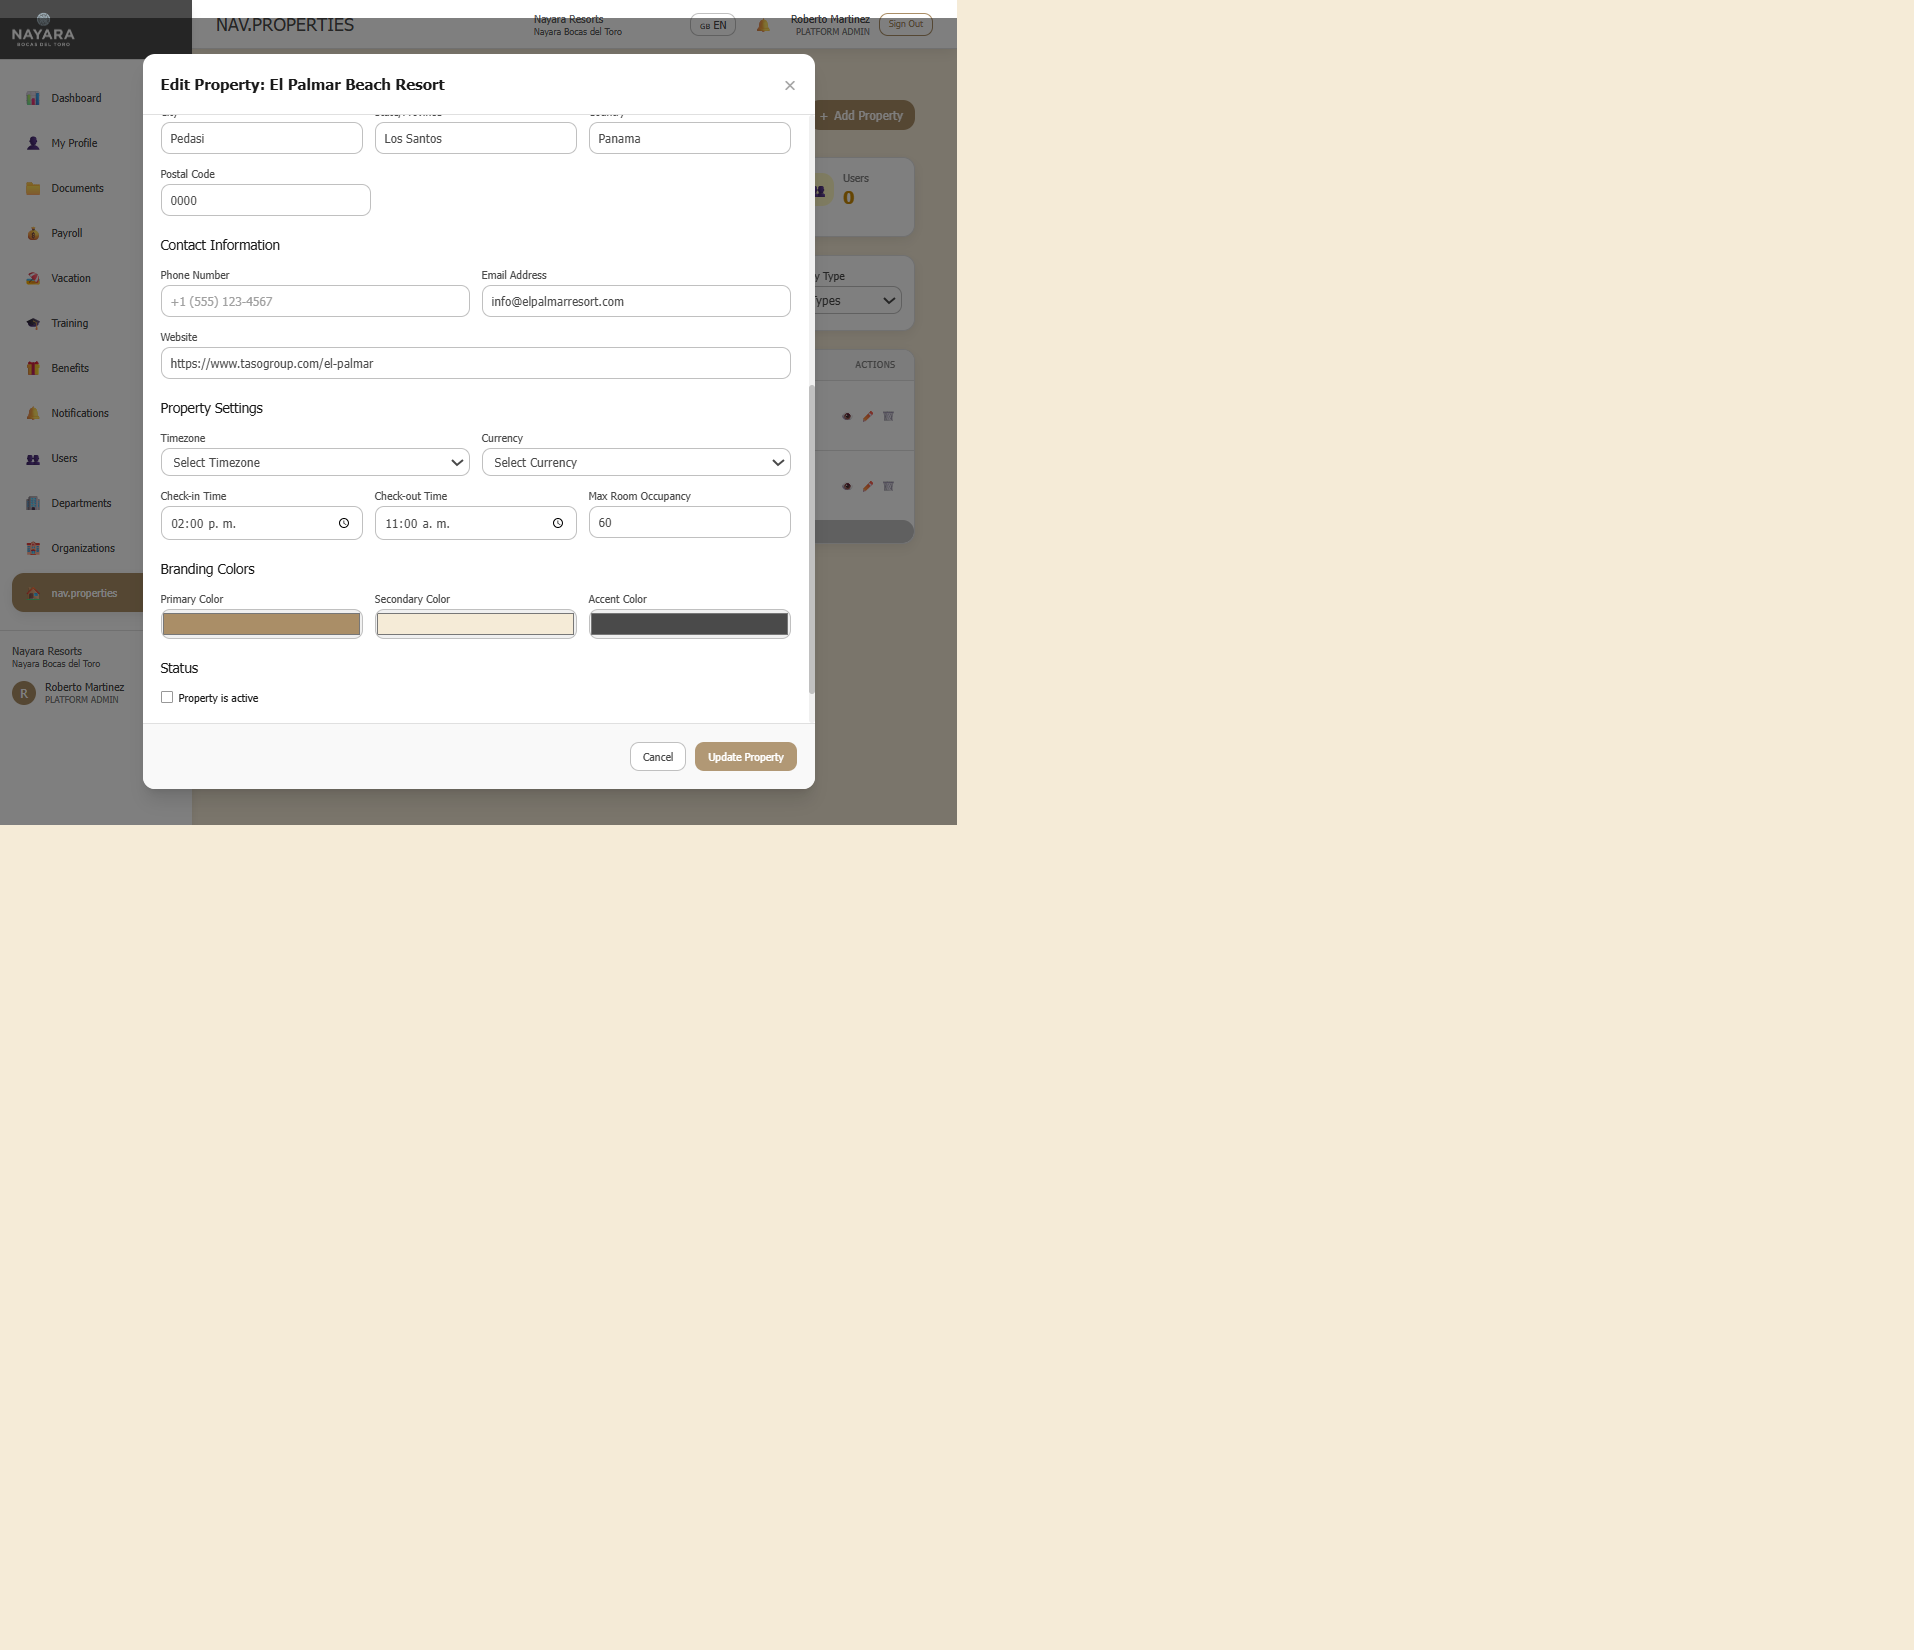 NAYARA
BOCAS DEL TORO
NAV.PROPERTIES
Nayara Resorts
Nayara Bocas del Toro
GB EN
Roberto Martinez
PLATFORM ADMIN
Sign Out
Dashboard
My Profile
Documents
Payroll
Vacation
Training
Benefits
Notifications
Users
Departments
Organizations
nav.properties
Nayara Resorts
Nayara Bocas del Toro
R
Roberto Martinez
PLATFORM ADMIN
+ Add Property
Users
0
y Type
Types
ACTIONS
Edit Property: El Palmar Beach Resort
×
City
State/Province
Country
Pedasi
Los Santos
Panama
Postal Code
0000
Contact Information
Phone Number
Email Address
+1 (555) 123-4567
info@elpalmarresort.com
Website
https://www.tasogroup.com/el-palmar
Property Settings
Timezone
Currency
Select Timezone
Select Currency
Check-in Time
Check-out Time
Max Room Occupancy
02:00 p. m.
11:00 a. m.
60
Branding Colors
Primary Color
Secondary Color
Accent Color
Status
Property is active
Cancel
Update Property